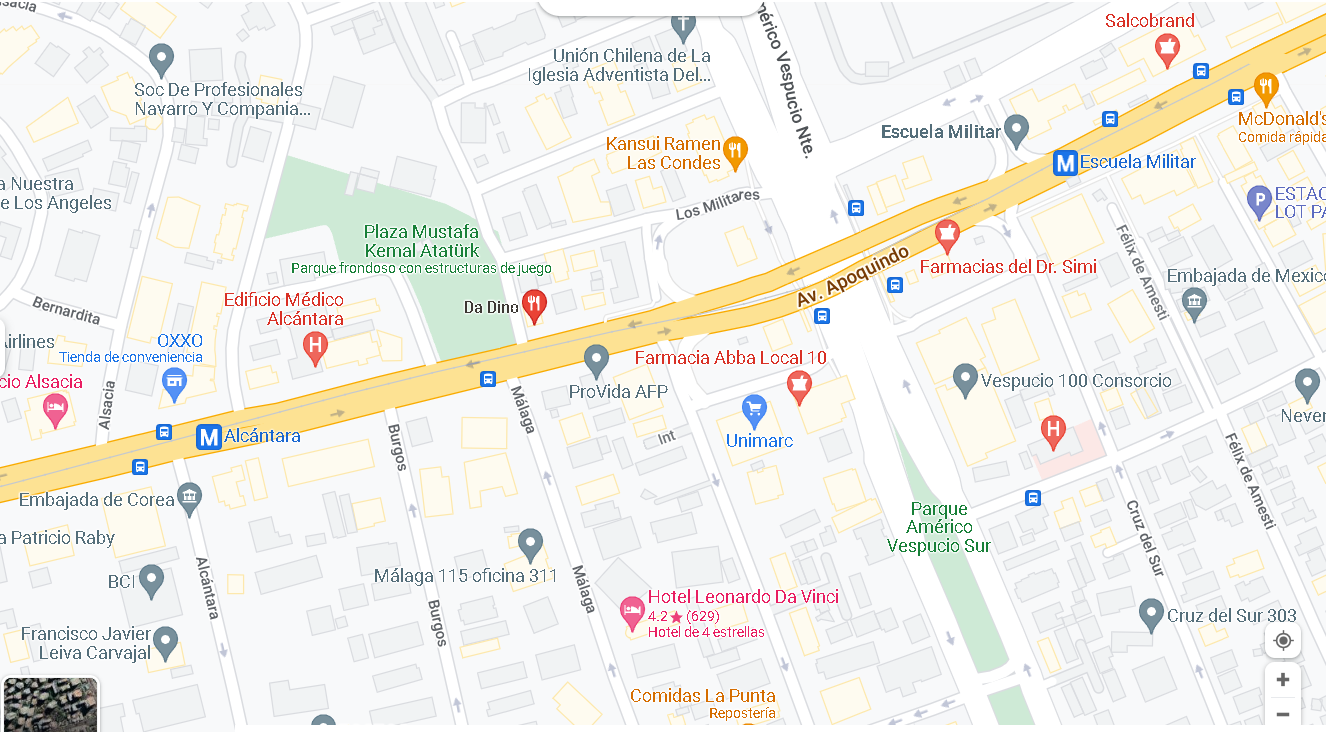 Salcobrand
Unión Chilena de La
Iglesia Adventista Del...
Américo Vespucio Nte.
Soc De Profesionales
Navarro Y Compania...
McDonald's
Comida rápida
Escuela Militar
M Escuela Militar
Kansui Ramen
Las Condes
a Nuestra
e Los Angeles
P ESTAC
LOT PA
Los Militares
Plaza Mustafa
Kemal Atatürk
Parque frondoso con estructuras de juego
Av. Apoquindo
Farmacias del Dr. Simi
Félix de Amesti
Embajada de Mexico
Edificio Médico
Alcántara
H
Da Dino
Bernardita
Airlines
OXXO
Tienda de conveniencia
Farmacia Abba Local 10
cio Alsacia
Alsacia
ProVida AFP
Vespucio 100 Consorcio
Never
Málaga
Unimarc
Int
H
M Alcántara
Burgos
Félix de Amesti
Embajada de Corea
Parque
Américo
Vespucio Sur
Cruz del Sur
a Patricio Raby
BCI
Alcántara
Málaga 115 oficina 311
Málaga
Hotel Leonardo Da Vinci
4.2★ (629)
Hotel de 4 estrellas
Burgos
Cruz del Sur 303
Francisco Javier
Leiva Carvajal
Comidas La Punta
Repostería
+
−